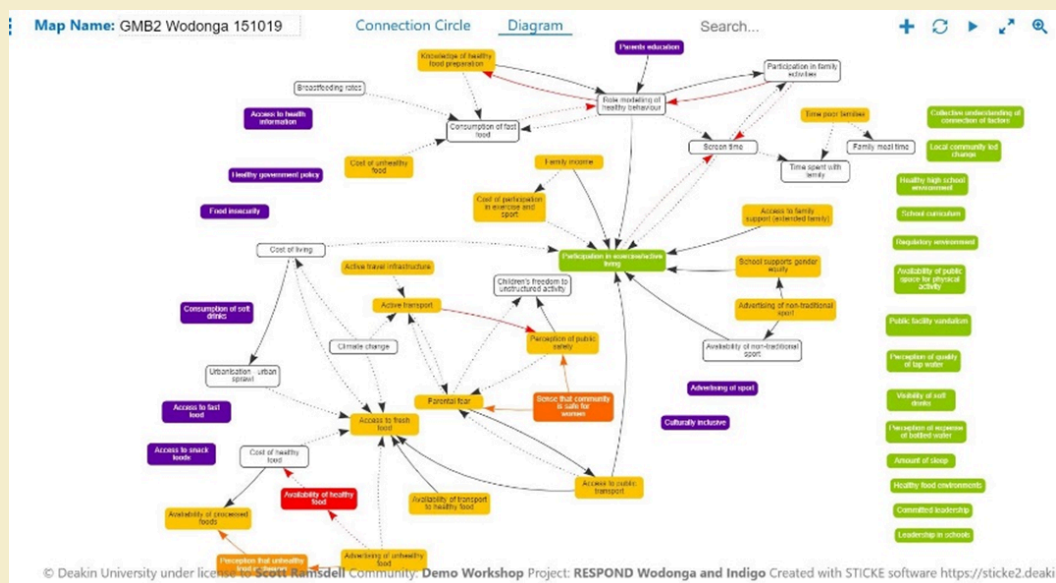 Map Name: GMB2 Wodonga 151019
Connection Circle
Diagram
Search...
Knowledge of healthy
food preparation
Parents education
Participation in family
activities
Breastfeeding rates
Role modelling of
healthy behaviour
Access to health
information
Consumption of fast
food
Time poor families
Collective understanding of
connection of factors
Screen time
Family meal time
Local community led
change
Cost of unhealthy
food
Family income
Time spent with
family
Healthy government policy
Healthy high school
environment
Food insecurity
Cost of participation
in exercise and
sport
Access to family
support (extended family)
School curriculum
Cost of living
Participation in exercise/active
living
Regulatory environment
Active travel infrastructure
School supports gender
equity
Children's freedom to
unstructured activity
Availability of public
space for physical
activity
Consumption of soft
drinks
Active transport
Advertising of non-traditional
sport
Public facility vandalism
Climate change
Perception of public
safety
Availability of non-traditional
sport
Perception of quality
of tap water
Urbanisation - urban
sprawl
Advertising of sport
Parental fear
Sense that community
is safe for
women
Visibility of soft
drinks
Access to fast
food
Access to fresh
food
Culturally inclusive
Perception of expense
of bottled water
Access to snack
foods
Cost of healthy
food
Amount of sleep
Access to public
transport
Healthy food environments
Availability of healthy
food
Availability of transport
to healthy food
Committed leadership
Availability of processed
foods
Leadership in schools
Perception that unhealthy
Advertising of unhealthy
food
© Deakin University under license to Scott Ramsdell Community: Demo Workshop Project: RESPOND Wodonga and Indigo Created with STICKE software https://sticke2.deaki